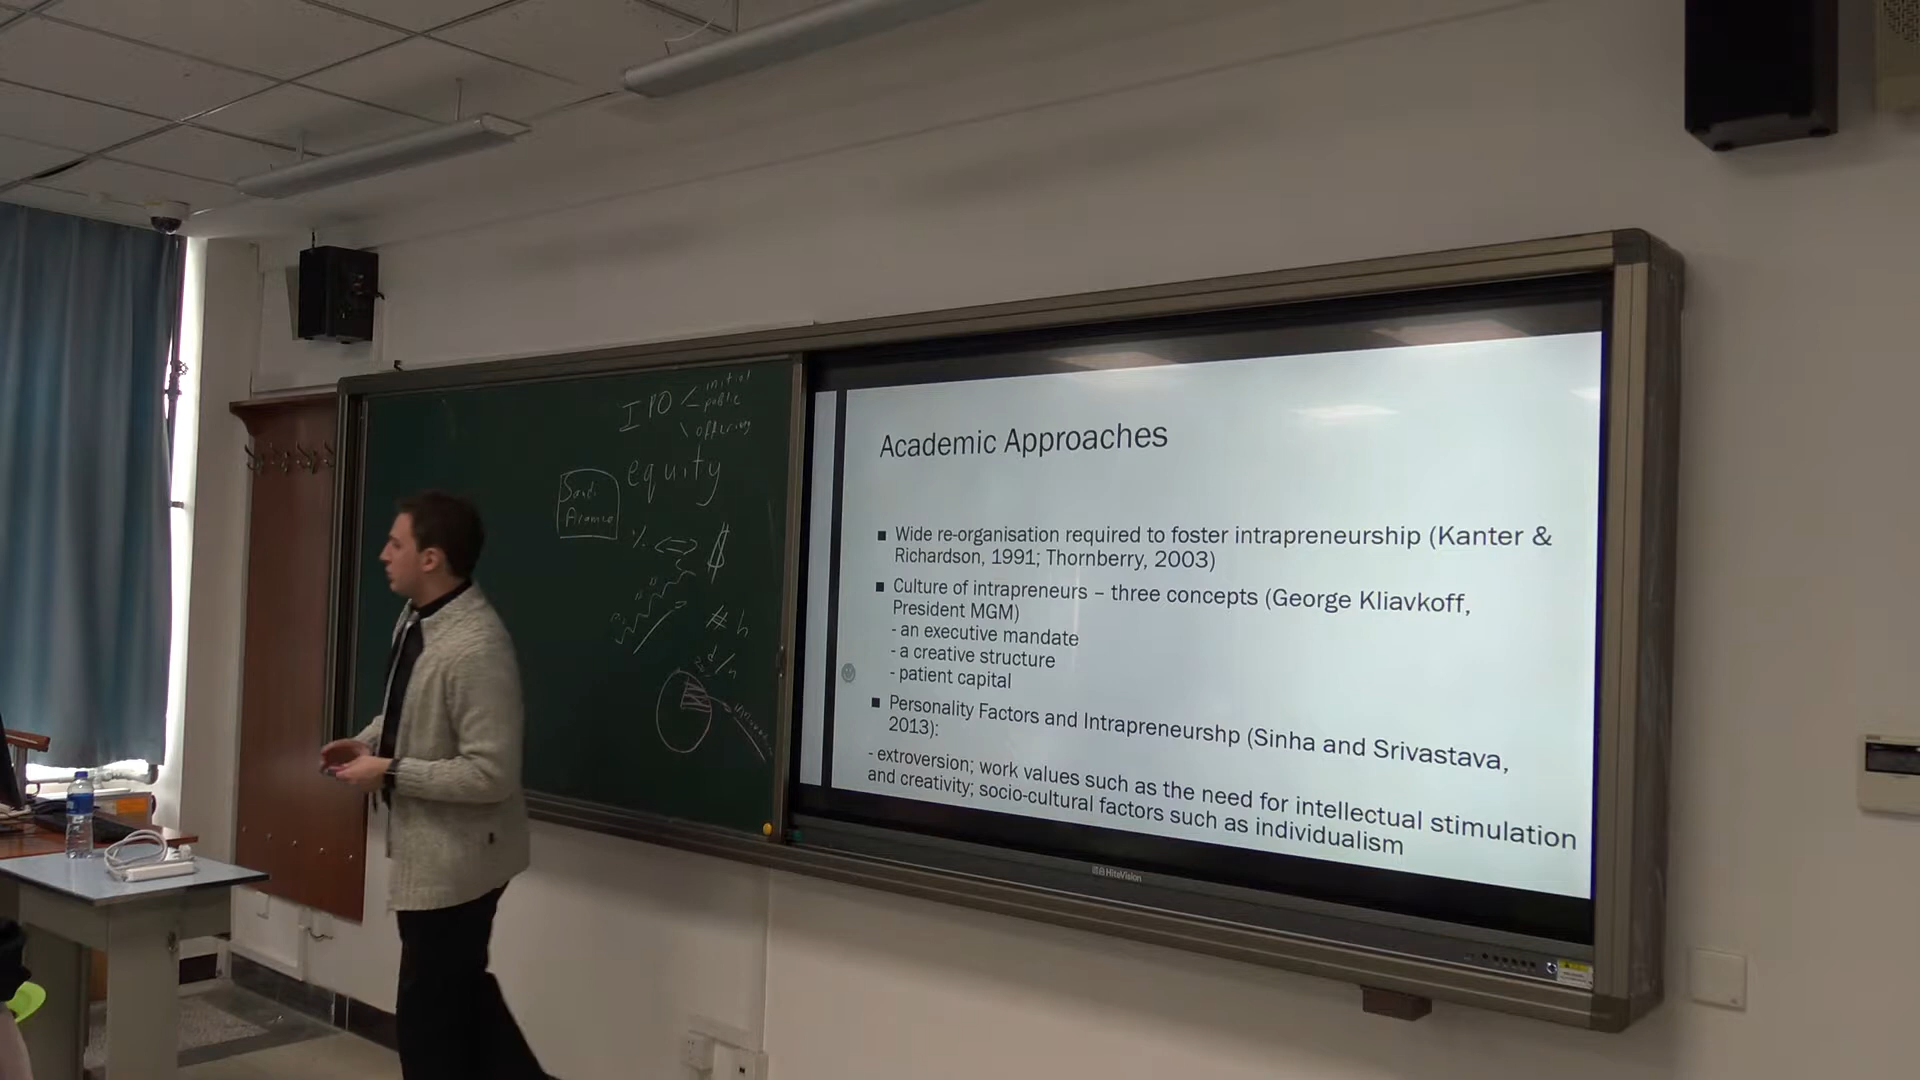 IPO
initial
public
offering
equity
Saudi
Aramco
% $
# h
Academic Approaches
■ Wide re-organisation required to foster intrapreneurship (Kanter &
Richardson, 1991; Thornberry, 2003)
■ Culture of intrapreneurs – three concepts (George Kliavkoff,
President MGM)
- an executive mandate
- a creative structure
- patient capital
■ Personality Factors and Intrapreneurshp (Sinha and Srivastava,
2013):
- extroversion; work values such as the need for intellectual stimulation
and creativity; socio-cultural factors such as individualism
HiteVision